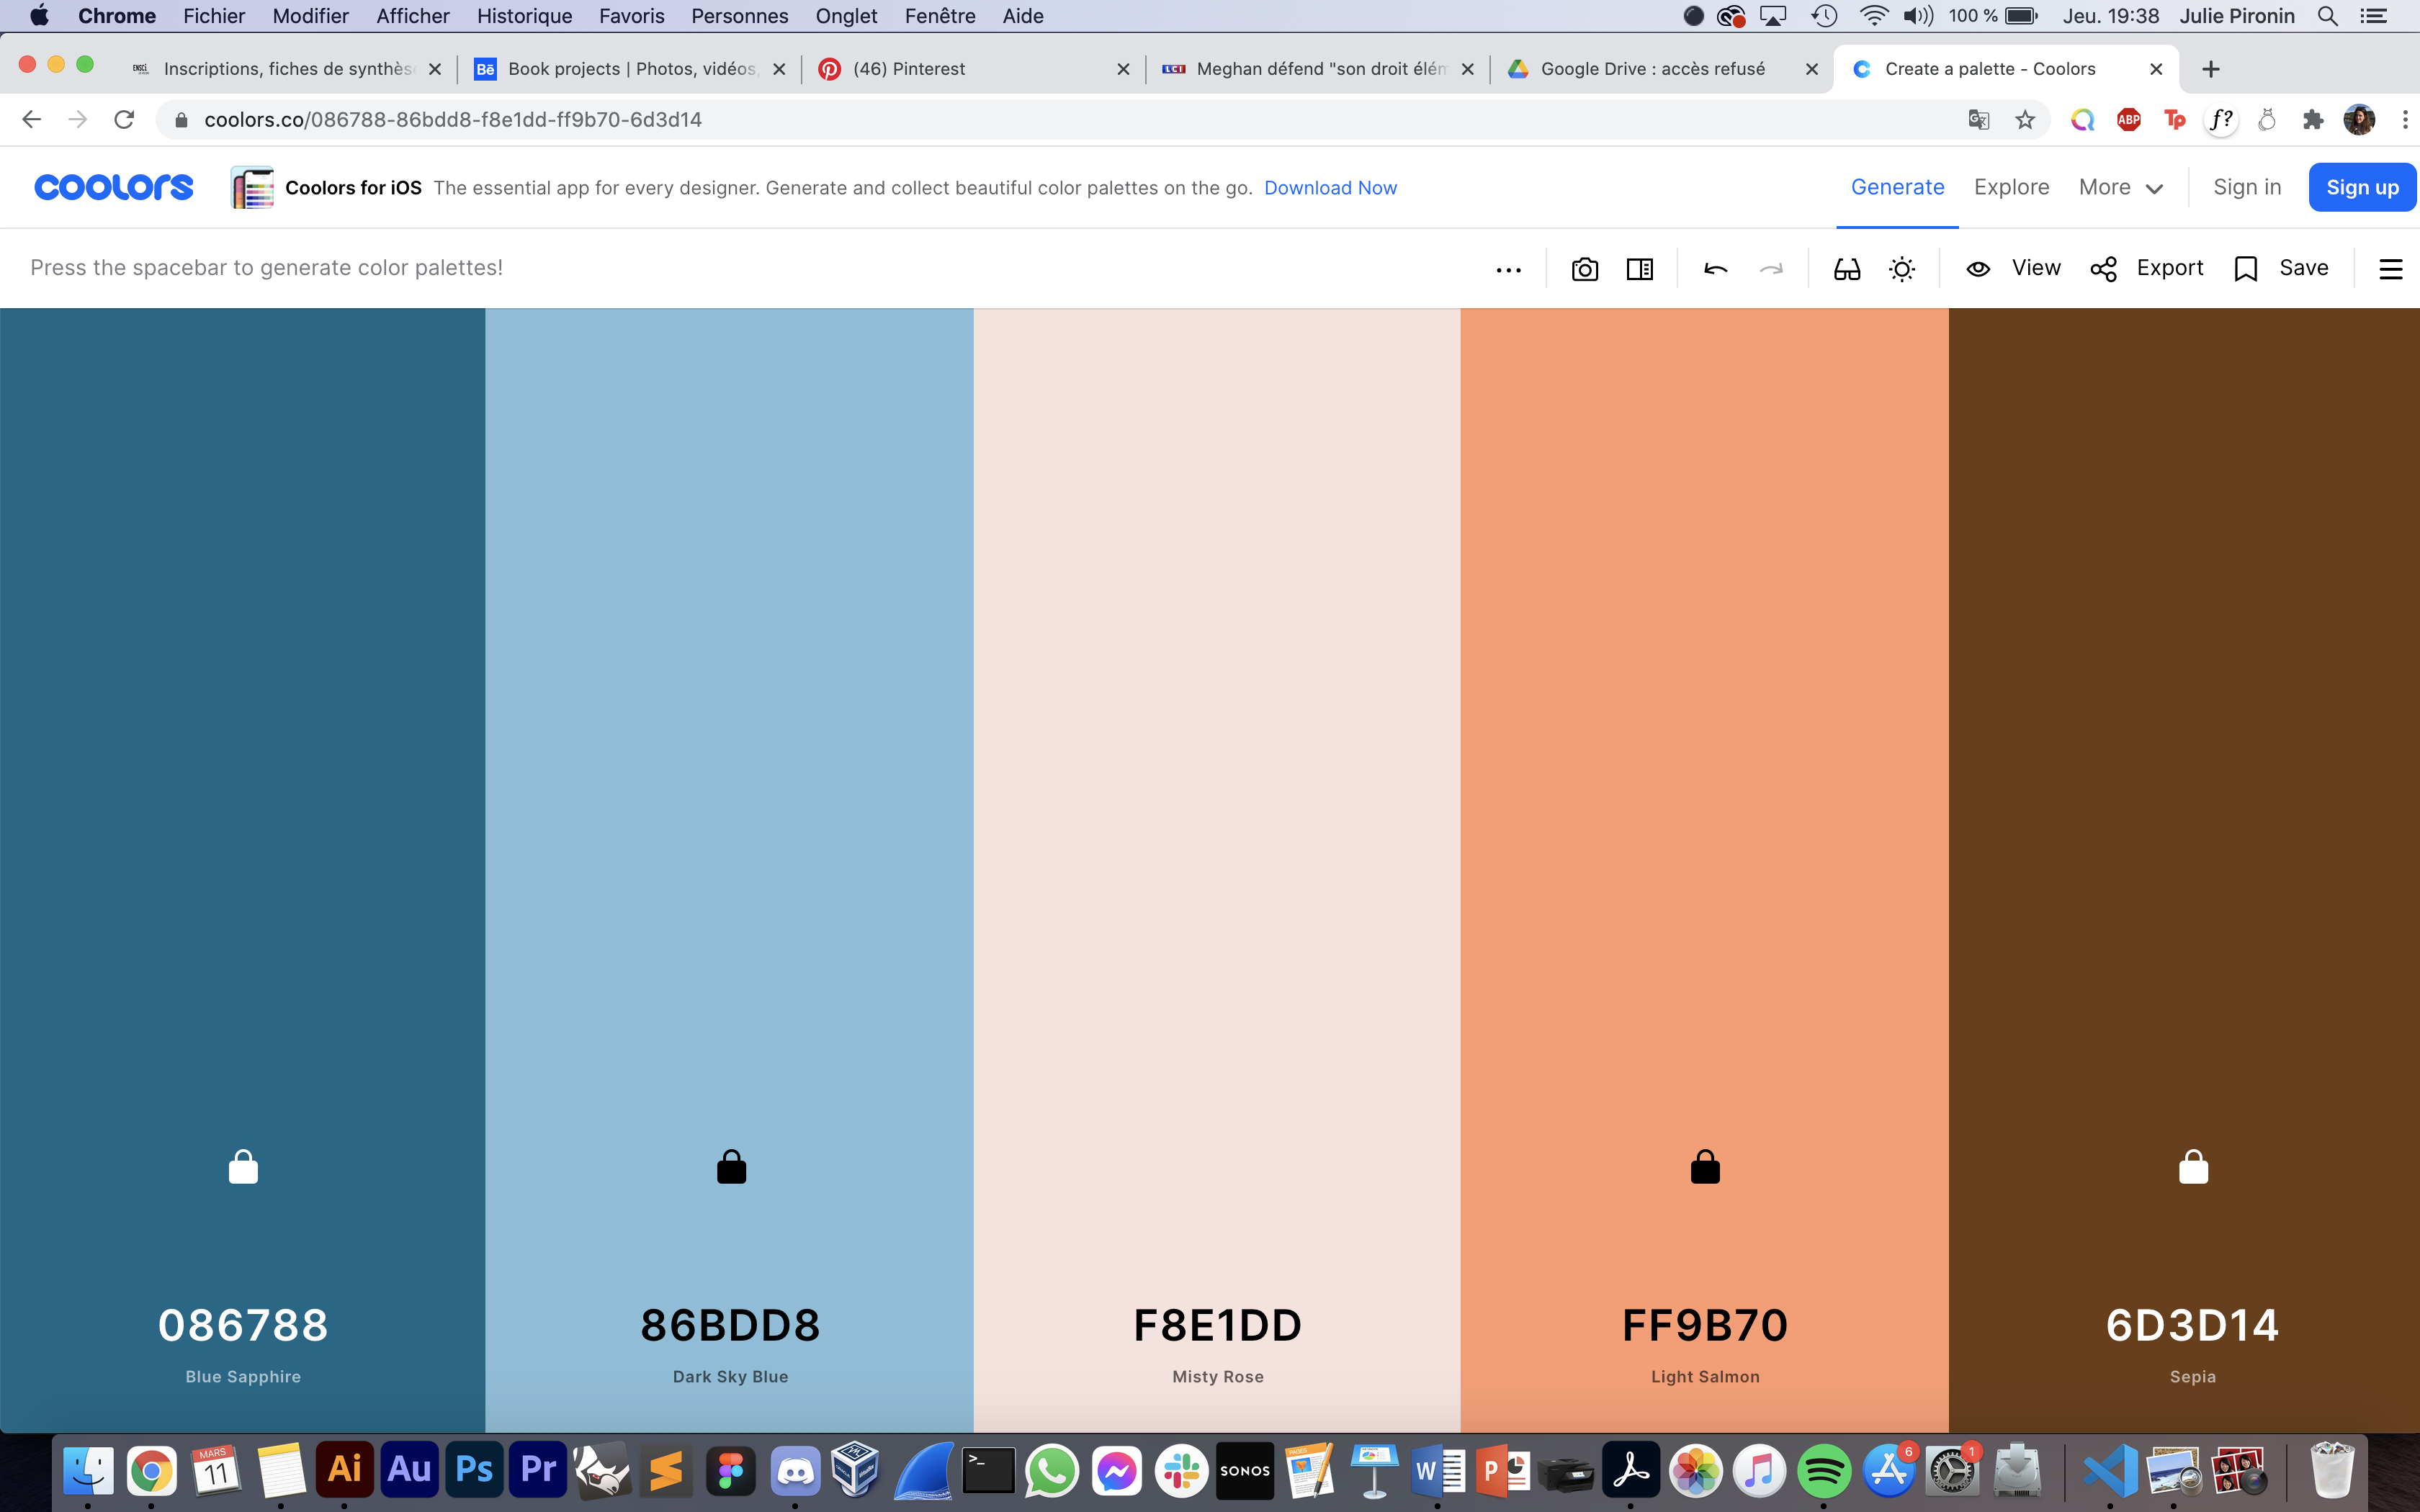 Chrome Fichier Modifier Afficher Historique Favoris Personnes Onglet Fenêtre Aide 100 % Jeu. 19:38 Julie Pironin
Inscriptions, fiches de synthès Book projects | Photos, vidéos, (46) Pinterest LCI Meghan défend "son droit élém Google Drive : accès refusé Create a palette - Coolors
coolors.co/086788-86bdd8-f8e1dd-ff9b70-6d3d14 ABP Tp f?
coolors Coolors for iOS The essential app for every designer. Generate and collect beautiful color palettes on the go. Download Now Generate Explore More Sign in Sign up
Press the spacebar to generate color palettes! View Export Save
086788 86BDD8 F8E1DD FF9B70 6D3D14
Blue Sapphire Dark Sky Blue Misty Rose Light Salmon Sepia
MARS 11 Ai Au Ps Pr >_ SONOS PAGES W P 6 1